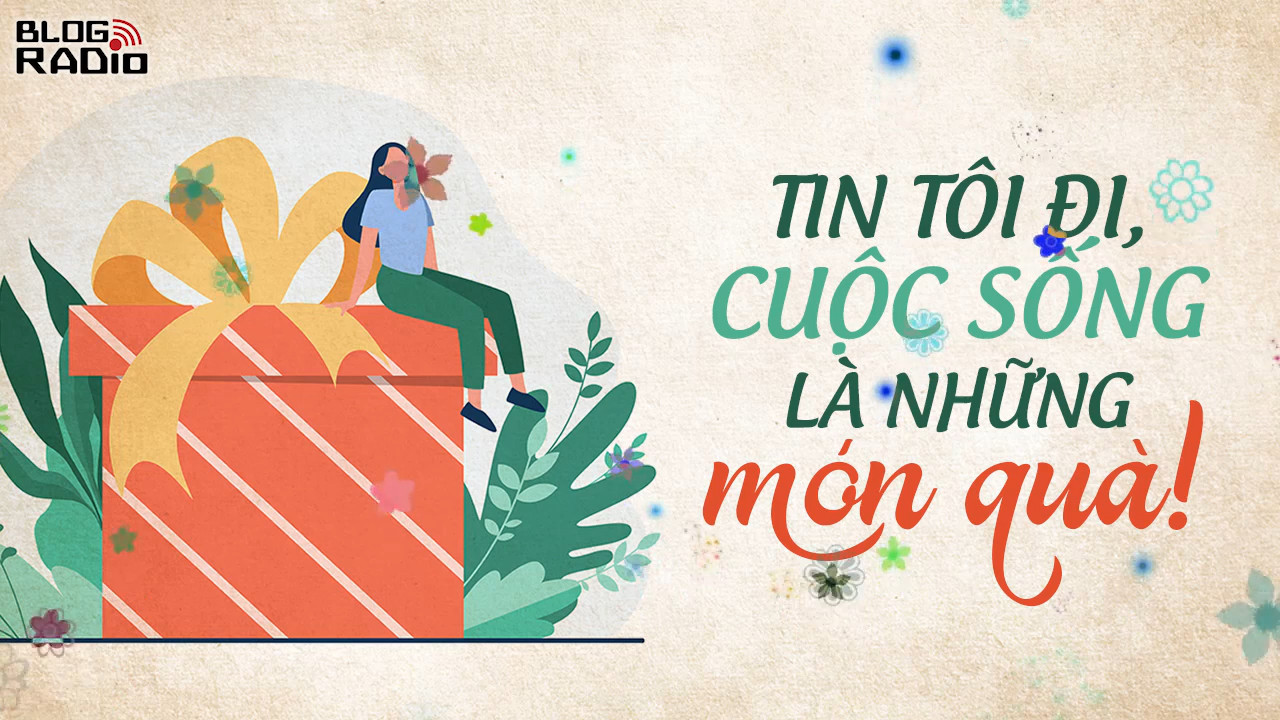 BLOG
RADIO
TIN TÔI ĐI,
CUỘC SỐNG
LÀ NHỮNG
món quà!